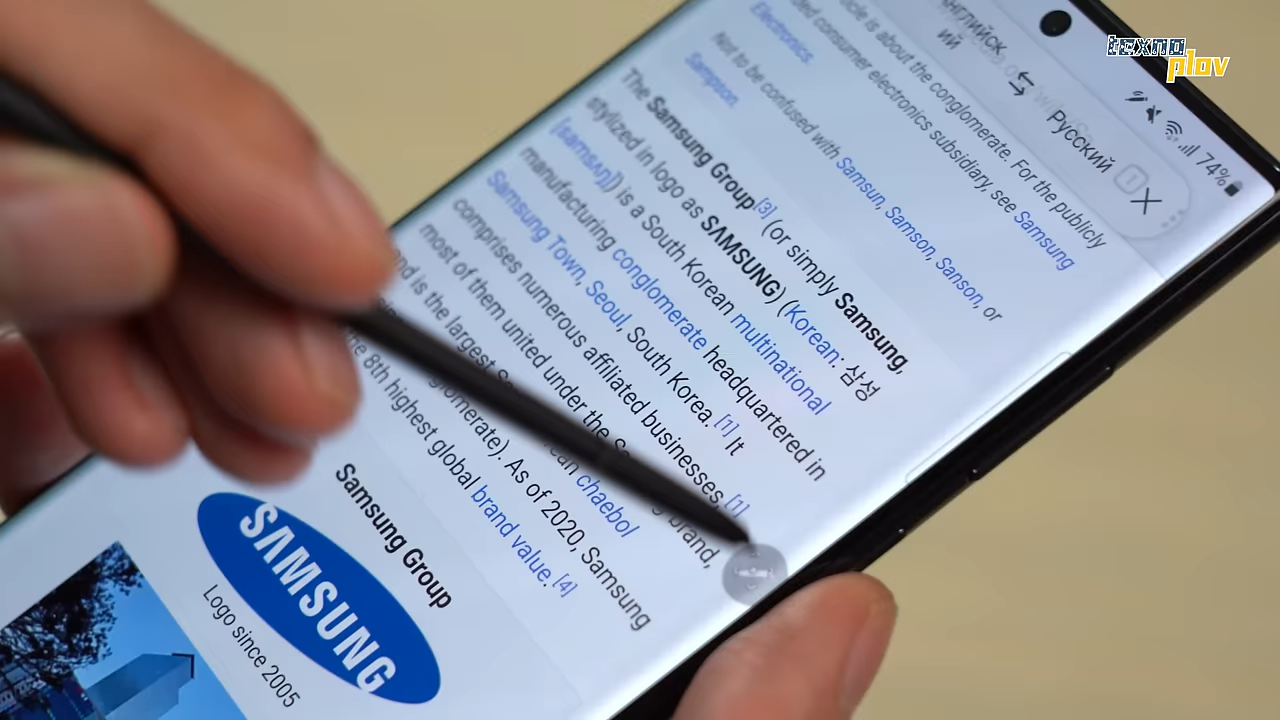 texno
plov
74%
АНГЛИЙСК
ИЙ
Русский
icle is about the conglomerate. For the publicly
ded consumer electronics subsidiary, see Samsung
Electronics.
Not to be confused with Samsun, Samson, Sanson, or
Sampson.
The Samsung Group[3] (or simply Samsung,
stylized in logo as SΛMSUNG) (Korean: 삼성
[samsʌŋ]) is a South Korean multinational
manufacturing conglomerate headquartered in
Samsung Town, Seoul, South Korea.[1] It
comprises numerous affiliated businesses,[1]
most of them united under the brand,
and is the largest chaebol
glomerate). As of 2020, Samsung
he 8th highest global brand value.[4]
Samsung Group
SΛMSUNG
Logo since 2005